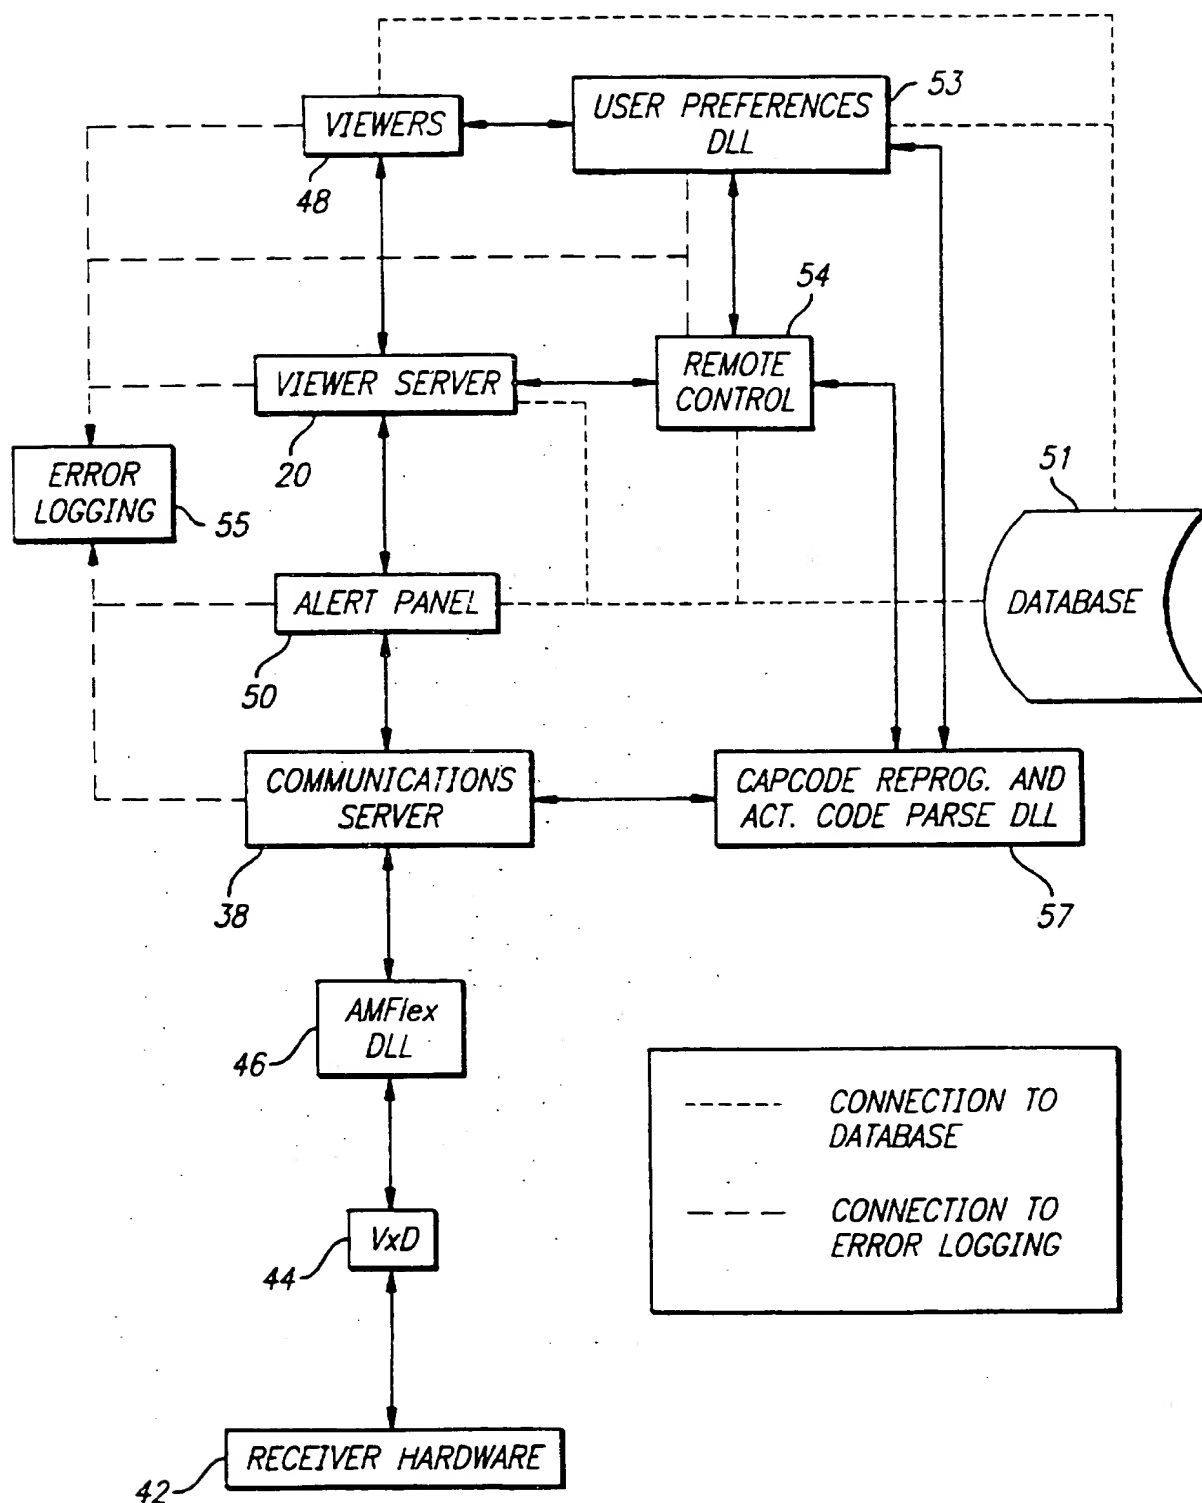 53
VIEWERS
USER PREFERENCES
DLL
48
54
VIEWER SERVER
REMOTE
CONTROL
20
ERROR
LOGGING
55
51
ALERT PANEL
DATABASE
50
COMMUNICATIONS
SERVER
CAPCODE REPROG. AND
ACT. CODE PARSE DLL
38
57
AMFlex
DLL
46
CONNECTION TO
DATABASE
VxD
44
CONNECTION TO
ERROR LOGGING
RECEIVER HARDWARE
42